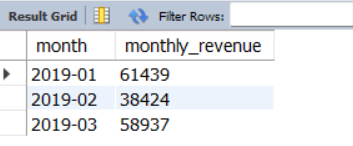 Result Grid Filter Rows:
month monthly_revenue
2019-01 61439
2019-02 38424
2019-03 58937